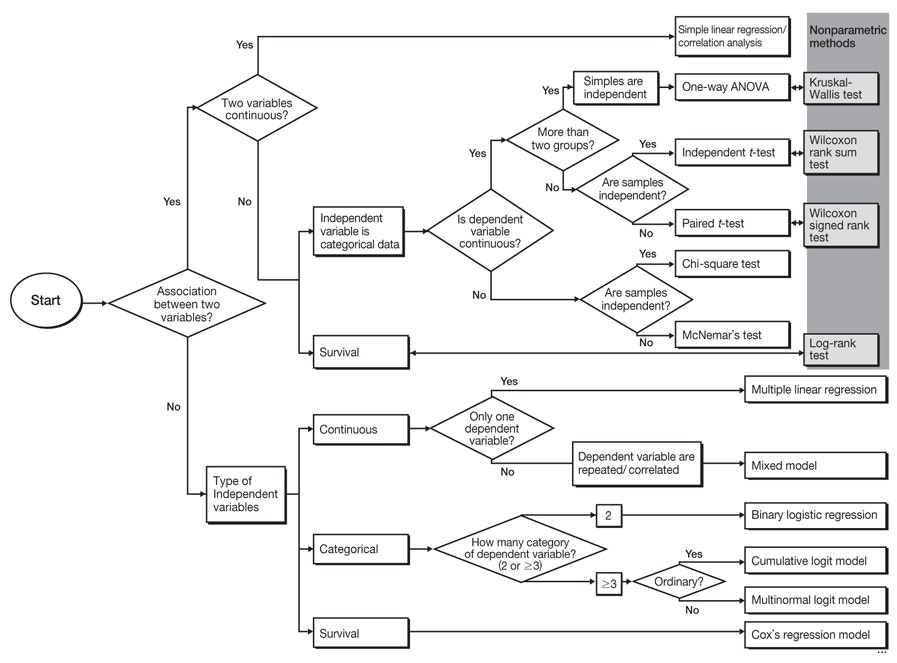 Yes
Simple linear regression/
correlation analysis
Nonparametric
methods
Two variables
continuous?
Yes
Simples are
independent
One-way ANOVA
Kruskal-
Wallis test
More than
two groups?
Yes
Yes
Independent t-test
Wilcoxon
rank sum
test
Yes
No
No
Are samples
independent?
Independent
variable is
categorical data
Is dependent
variable
continuous?
Paired t-test
No
Wilcoxon
signed rank
test
Yes
Chi-square test
Start
Association
between two
variables?
No
Are samples
independent?
McNemar's test
No
Survival
Log-rank
test
No
Yes
Multiple linear regression
Continuous
Only one
dependent
variable?
No
Dependent variable are
repeated/correlated
Mixed model
Type of
Independent
variables
2
Binary logistic regression
Categorical
How many category
of dependent variable?
(2 or ≥3)
Yes
Cumulative logit model
≥3
Ordinary?
No
Multinormal logit model
Survival
Cox's regression model